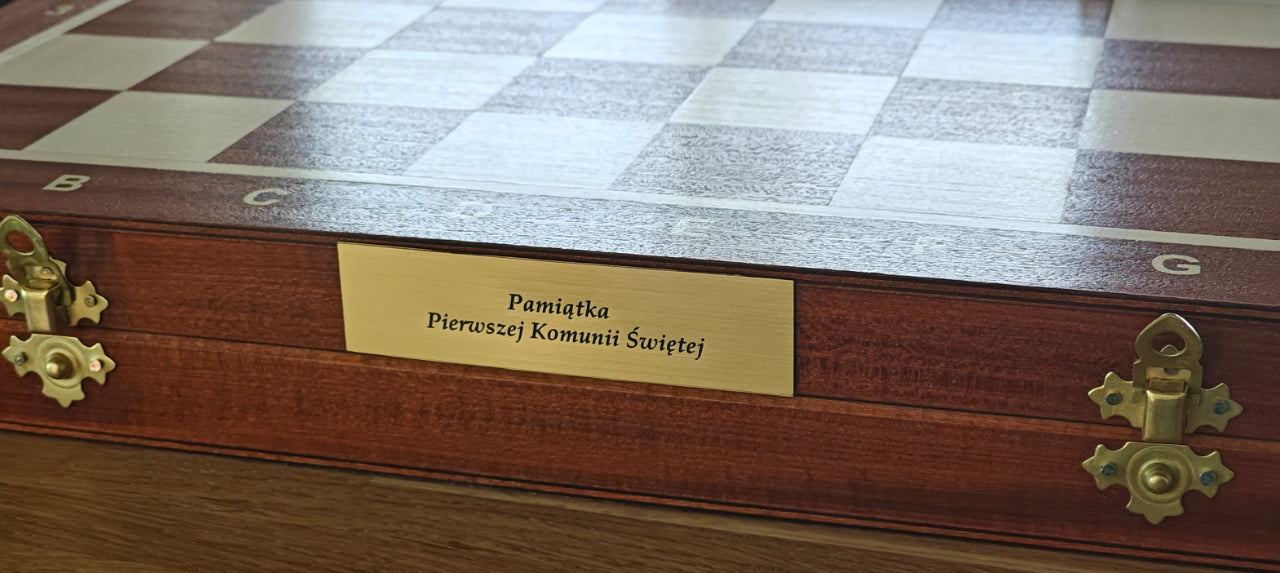 B C D E F G
Pamiątka
Pierwszej Komunii Świętej